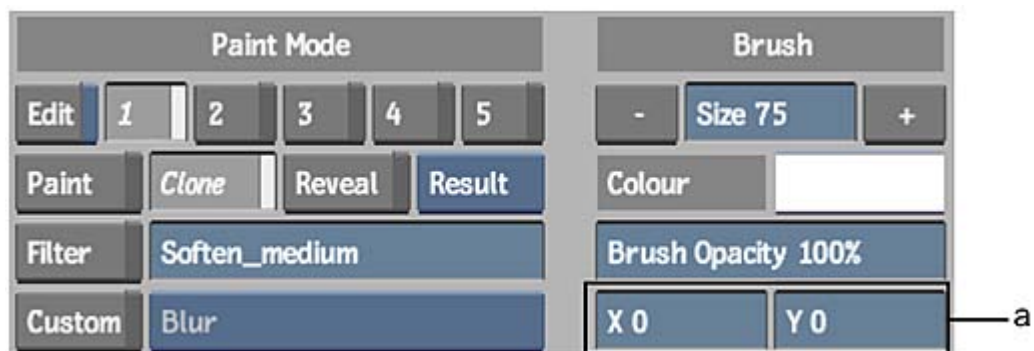 Paint Mode Brush
Edit 1 2 3 4 5 - Size 75 +
Paint Clone Reveal Result Colour
Filter Soften_medium Brush Opacity 100%
Custom Blur X 0 Y 0 a